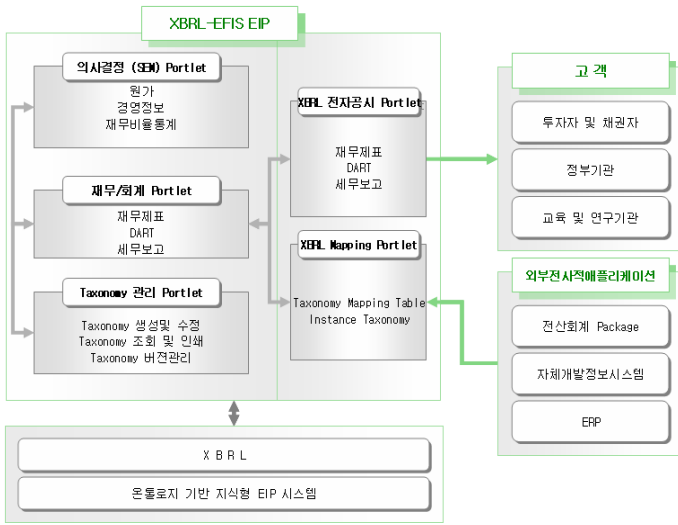 XBRL-EFIS EIP
의사결정 (SEM) Portlet
원가
경영정보
재무비율통계
재무/회계 Portlet
재무제표
DART
세무보고
Taxonomy 관리 Portlet
Taxonomy 생성및 수정
Taxonomy 조회 및 인쇄
Taxonomy 버젼관리
XBRL 전자공시 Portlet
재무제표
DART
세무보고
XBRL Mapping Portlet
Taxonomy Mapping Table
Instance Taxonomy
고 객
투자자 및 채권자
정부기관
교육 및 연구기관
외부전사적애플리케이션
전산회계 Package
자체개발정보시스템
ERP
X B R L
온톨로지 기반 지식형 EIP 시스템